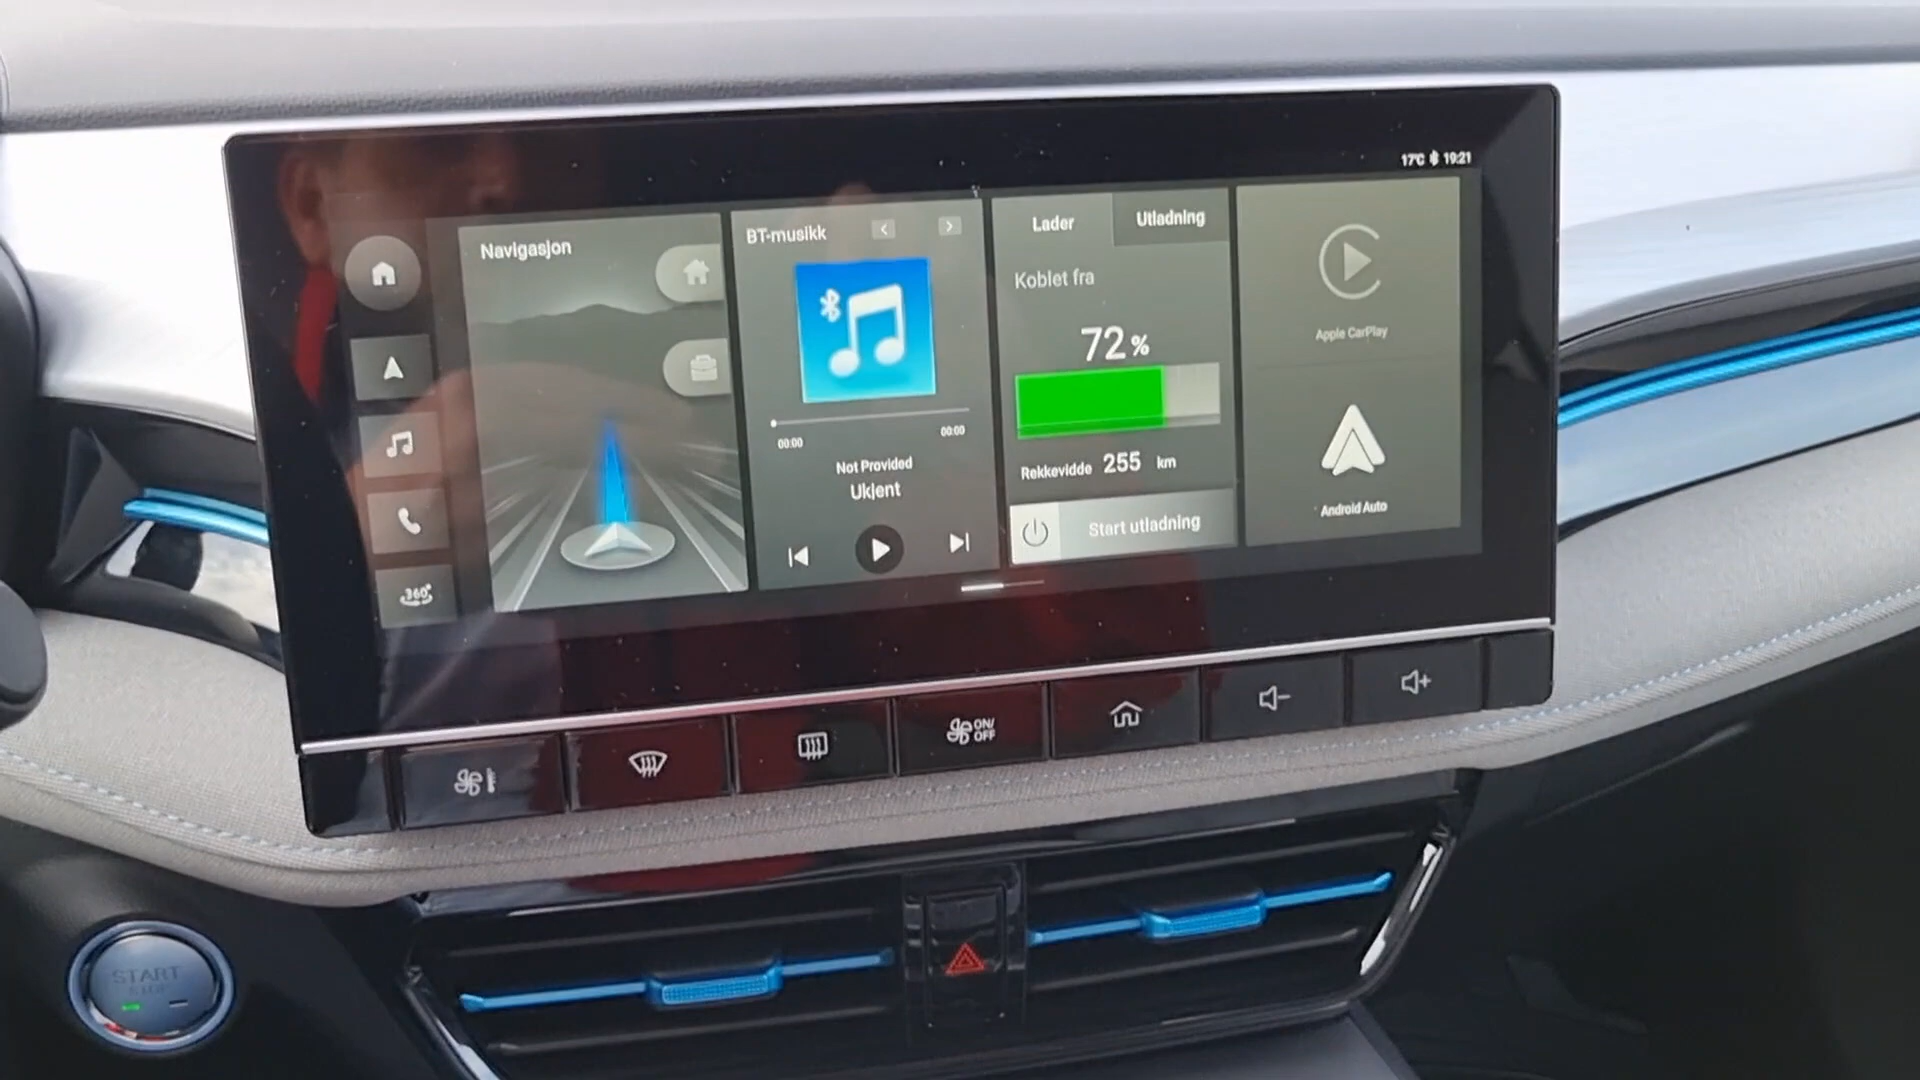 17°C 19:21
Navigasjon
BT-musikk
00:00
00:00
Not Provided
Ukjent
Lader
Utladning
Koblet fra
72%
Rekkevidde 255 km
Start utladning
Apple CarPlay
Android Auto
360°
ON/
OFF
START
STOP